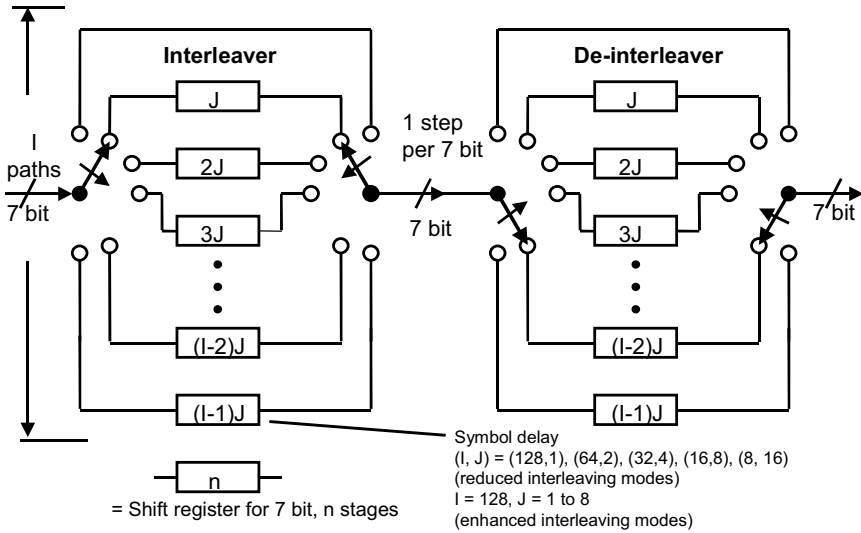 Interleaver
De-interleaver
J
J
I
paths
7 bit
1 step
per 7 bit
7 bit
7 bit
2J
2J
3J
3J
(I-2)J
(I-2)J
(I-1)J
(I-1)J
n
= Shift register for 7 bit, n stages
Symbol delay
(I, J) = (128,1), (64,2), (32,4), (16,8), (8, 16)
(reduced interleaving modes)
I = 128, J = 1 to 8
(enhanced interleaving modes)